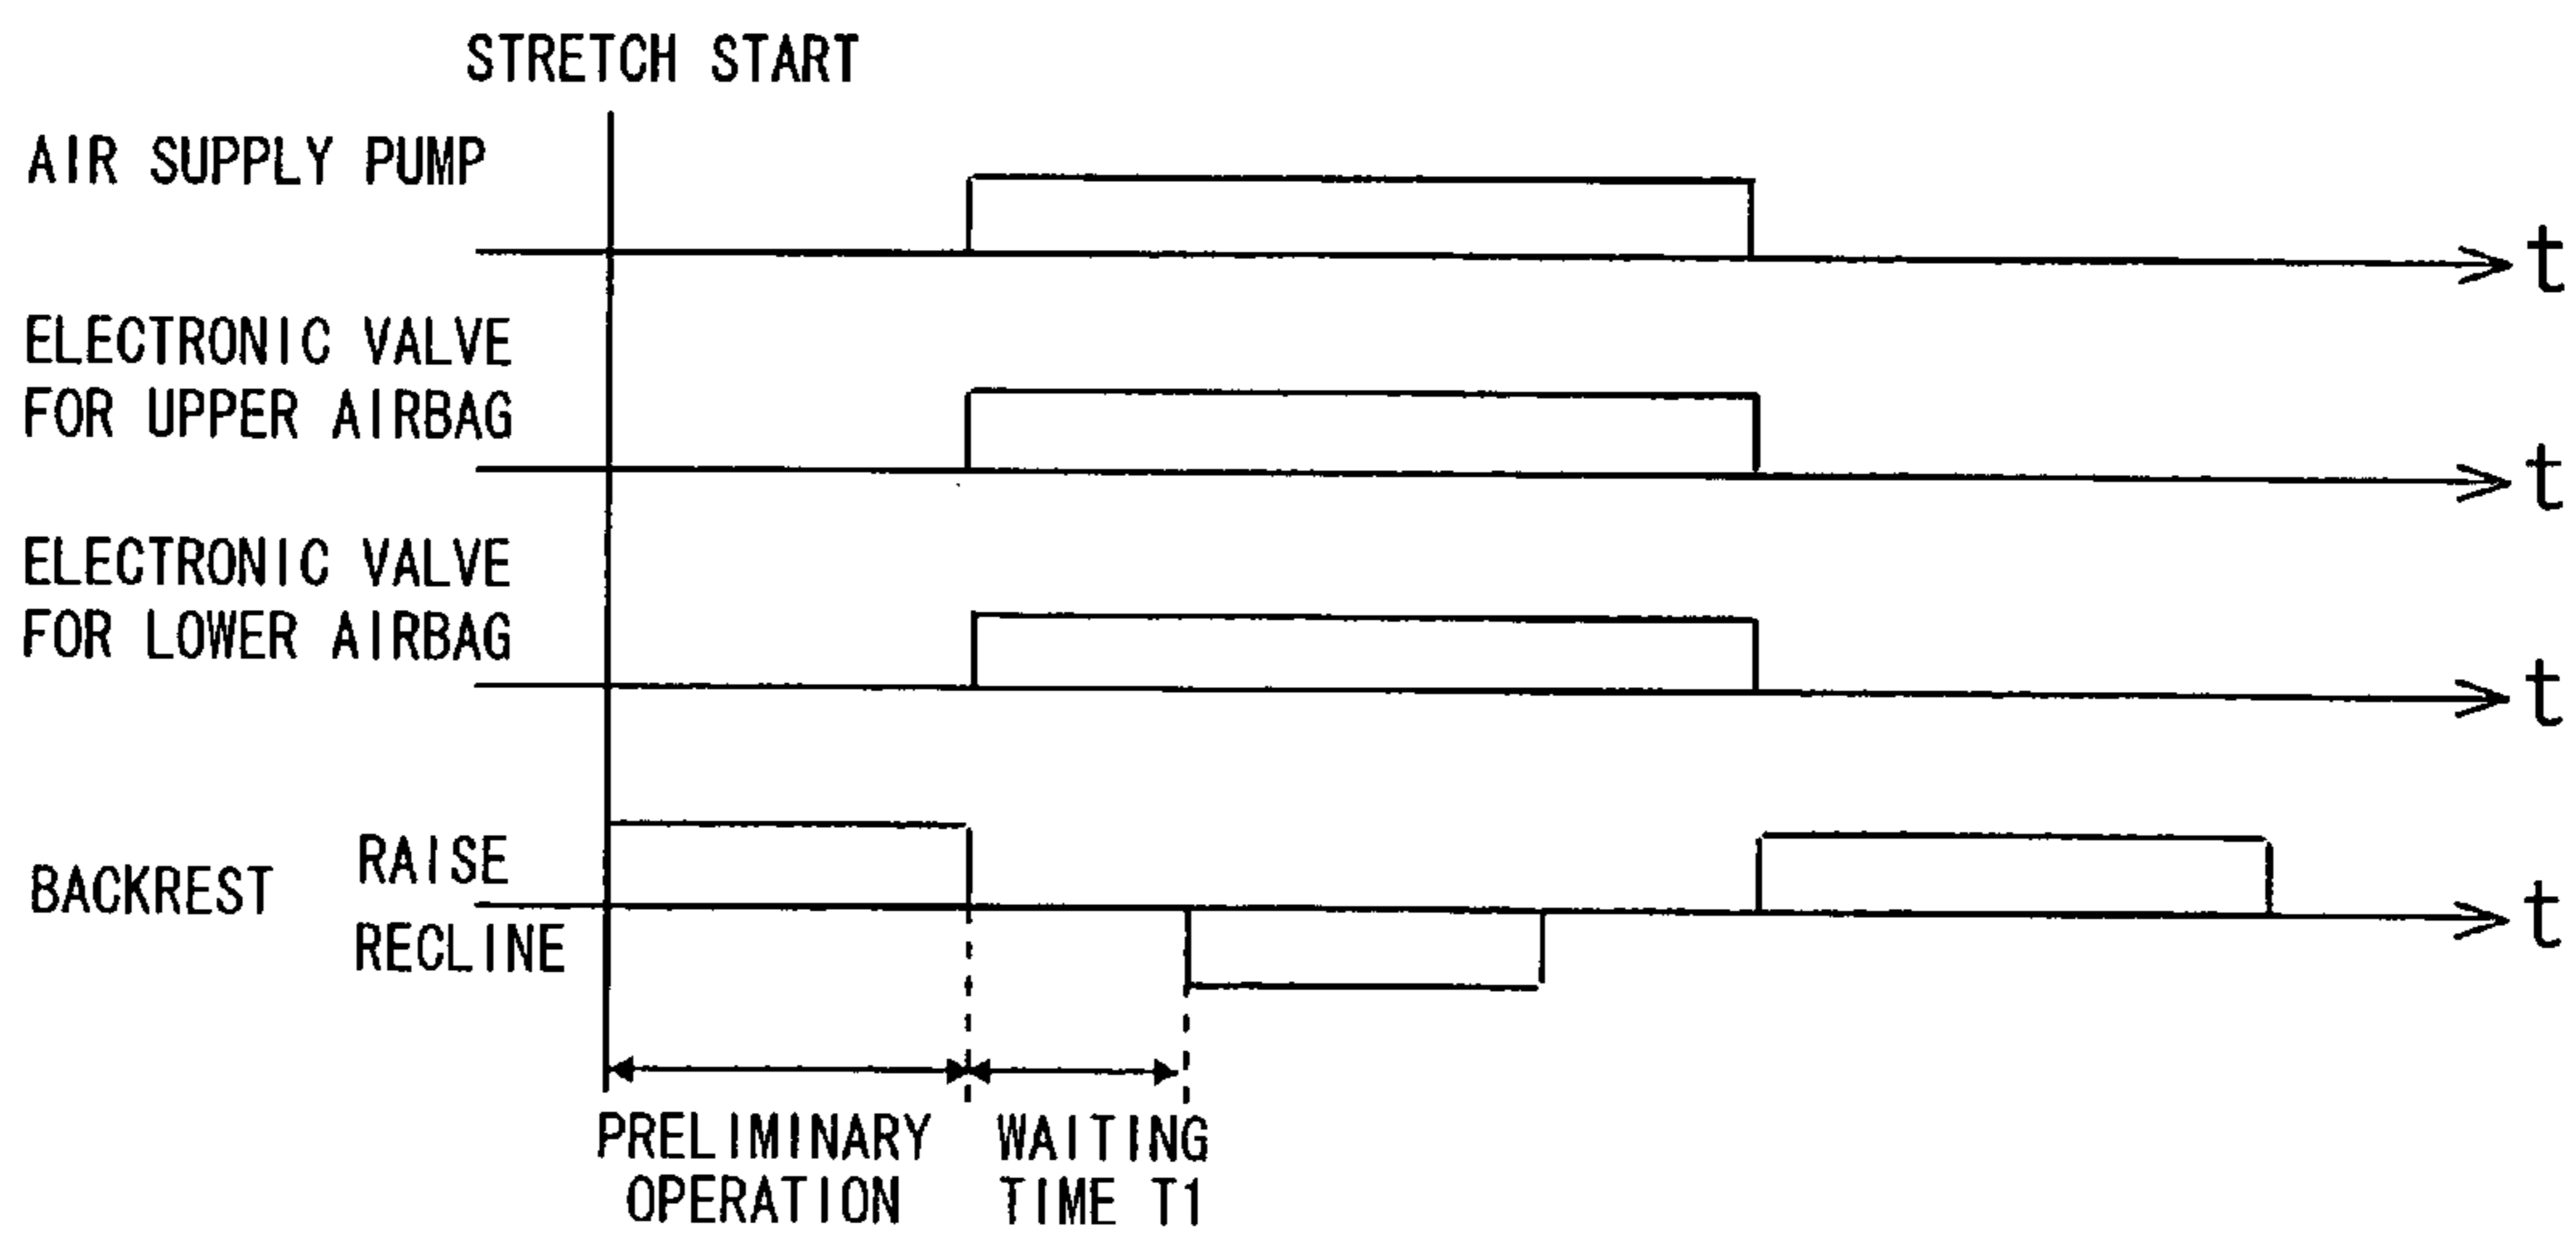 STRETCH START
AIR SUPPLY PUMP
t
ELECTRONIC VALVE
FOR UPPER AIRBAG
t
ELECTRONIC VALVE
FOR LOWER AIRBAG
t
RAISE
BACKREST
t
RECLINE
PRELIMINARY
OPERATION
WAITING
TIME T1